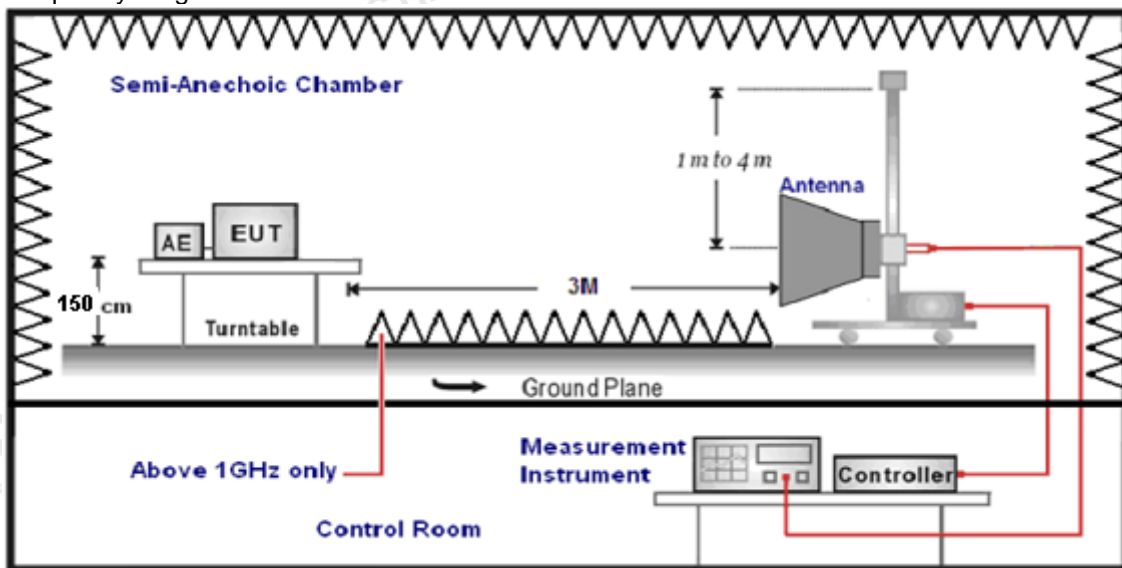 Semi-Anechoic Chamber
1 m to 4 m
Antenna
AE
EUT
150 cm
3M
Turntable
Ground Plane
Above 1GHz only
Measurement
Instrument
Controller
Control Room